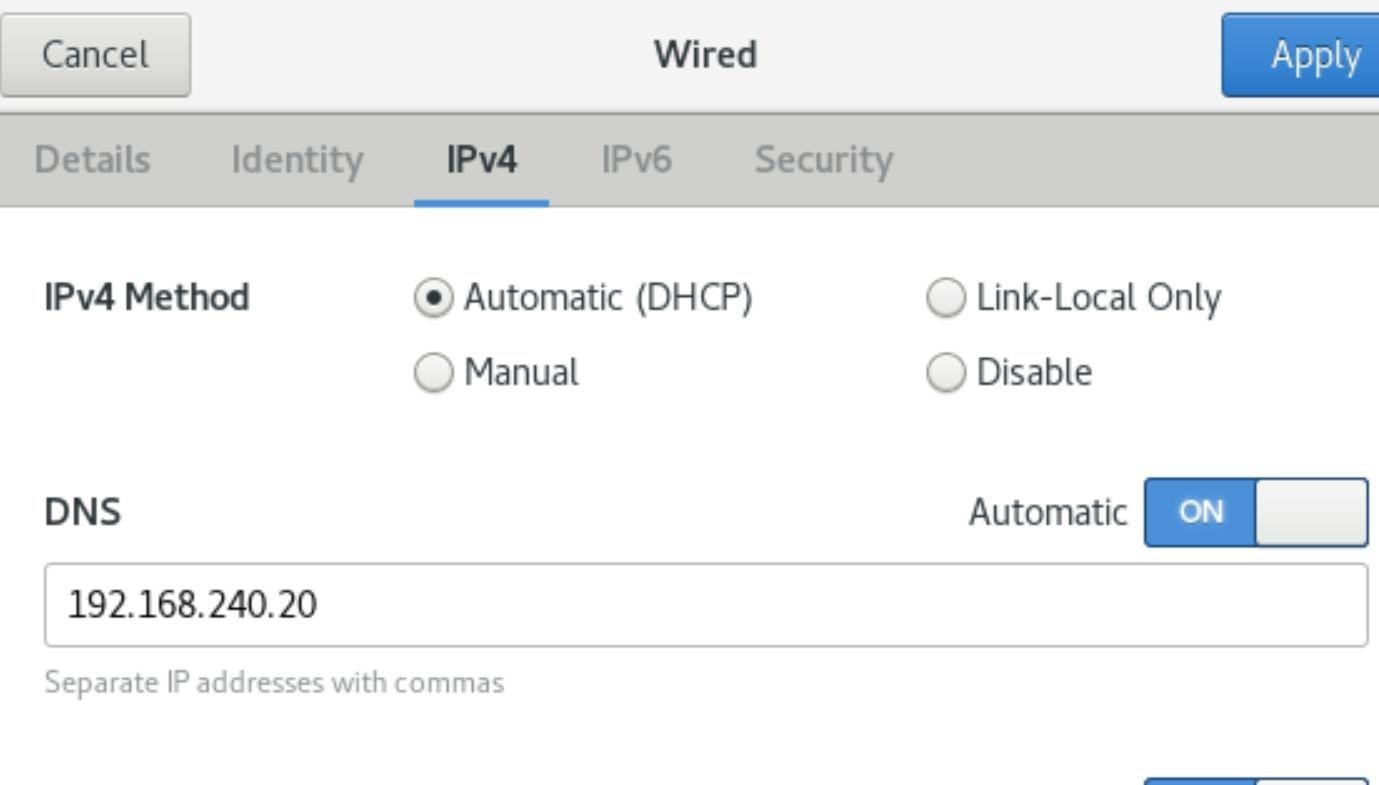 Cancel Wired Apply
Details Identity IPv4 IPv6 Security
IPv4 Method Automatic (DHCP) Link-Local Only
Manual Disable
DNS Automatic ON
192.168.240.20
Separate IP addresses with commas